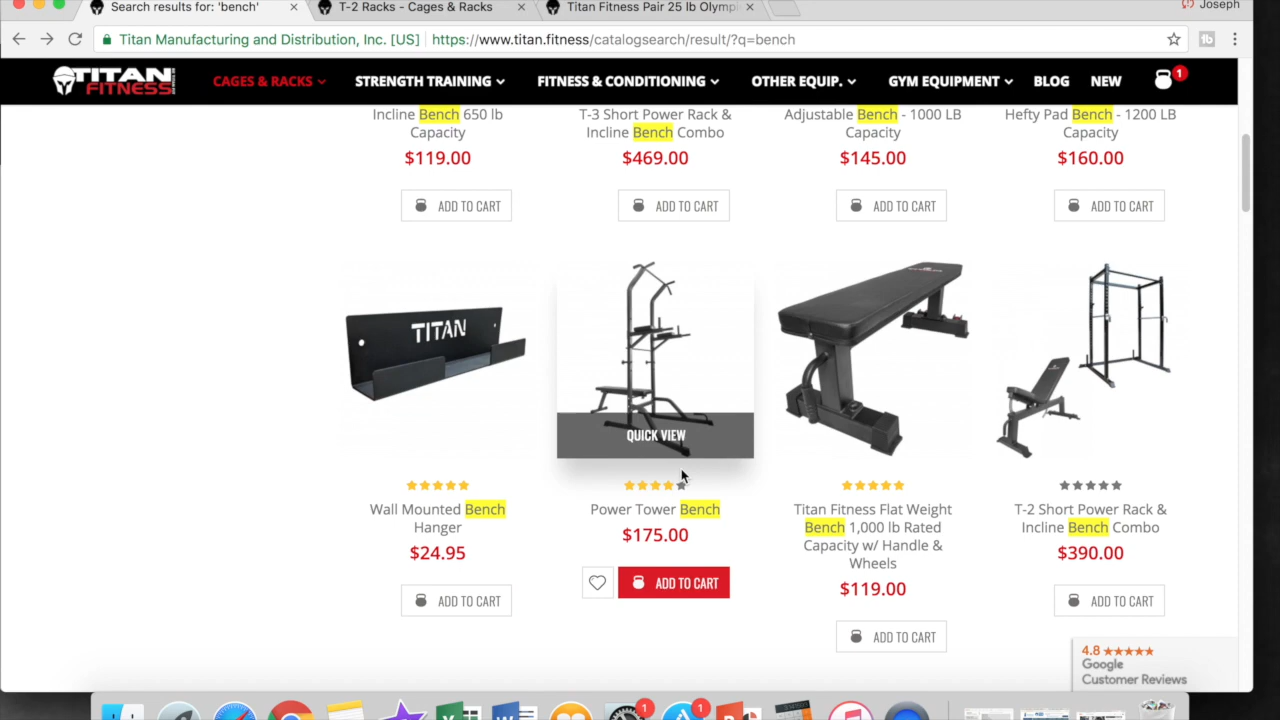 Search results for: 'bench'
T-2 Racks - Cages & Racks
Titan Fitness Pair 25 lb Olymp
Joseph
Titan Manufacturing and Distribution, Inc. [US]
https://www.titan.fitness/catalogsearch/result/?q=bench
TITAN
FITNESS
CAGES & RACKS
STRENGTH TRAINING
FITNESS & CONDITIONING
OTHER EQUIP.
GYM EQUIPMENT
BLOG
NEW
1
Incline Bench 650 lb
Capacity
$119.00
ADD TO CART
T-3 Short Power Rack &
Incline Bench Combo
$469.00
ADD TO CART
Adjustable Bench - 1000 LB
Capacity
$145.00
ADD TO CART
Hefty Pad Bench - 1200 LB
Capacity
$160.00
ADD TO CART
TITAN
Wall Mounted Bench
Hanger
$24.95
ADD TO CART
QUICK VIEW
Power Tower Bench
$175.00
ADD TO CART
Titan Fitness Flat Weight
Bench 1,000 lb Rated
Capacity w/ Handle &
Wheels
$119.00
ADD TO CART
T-2 Short Power Rack &
Incline Bench Combo
$390.00
ADD TO CART
4.8
Google
Customer Reviews
1
1